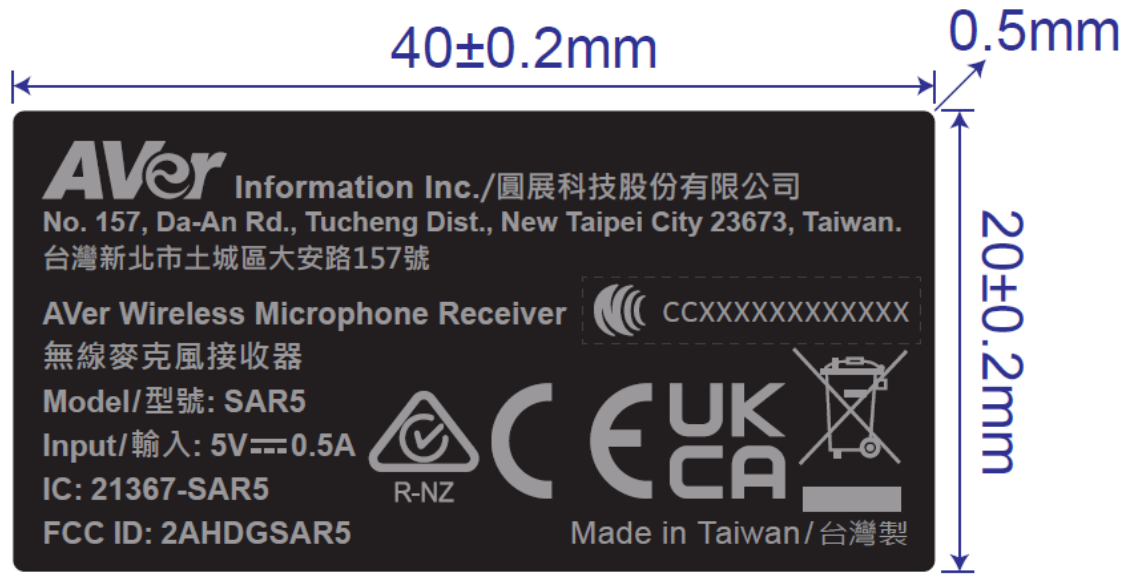 40±0.2mm
0.5mm
AVer Information Inc./圓展科技股份有限公司
No. 157, Da-An Rd., Tucheng Dist., New Taipei City 23673, Taiwan.
台灣新北市土城區大安路157號
20±0.2mm
AVer Wireless Microphone Receiver
CCXXXXXXXXXXXX
無線麥克風接收器
Model/型號: SAR5
Input/輸入: 5V⎓0.5A
IC: 21367-SAR5
FCC ID: 2AHDGSAR5
R-NZ
CE
UK
CA
Made in Taiwan/台灣製